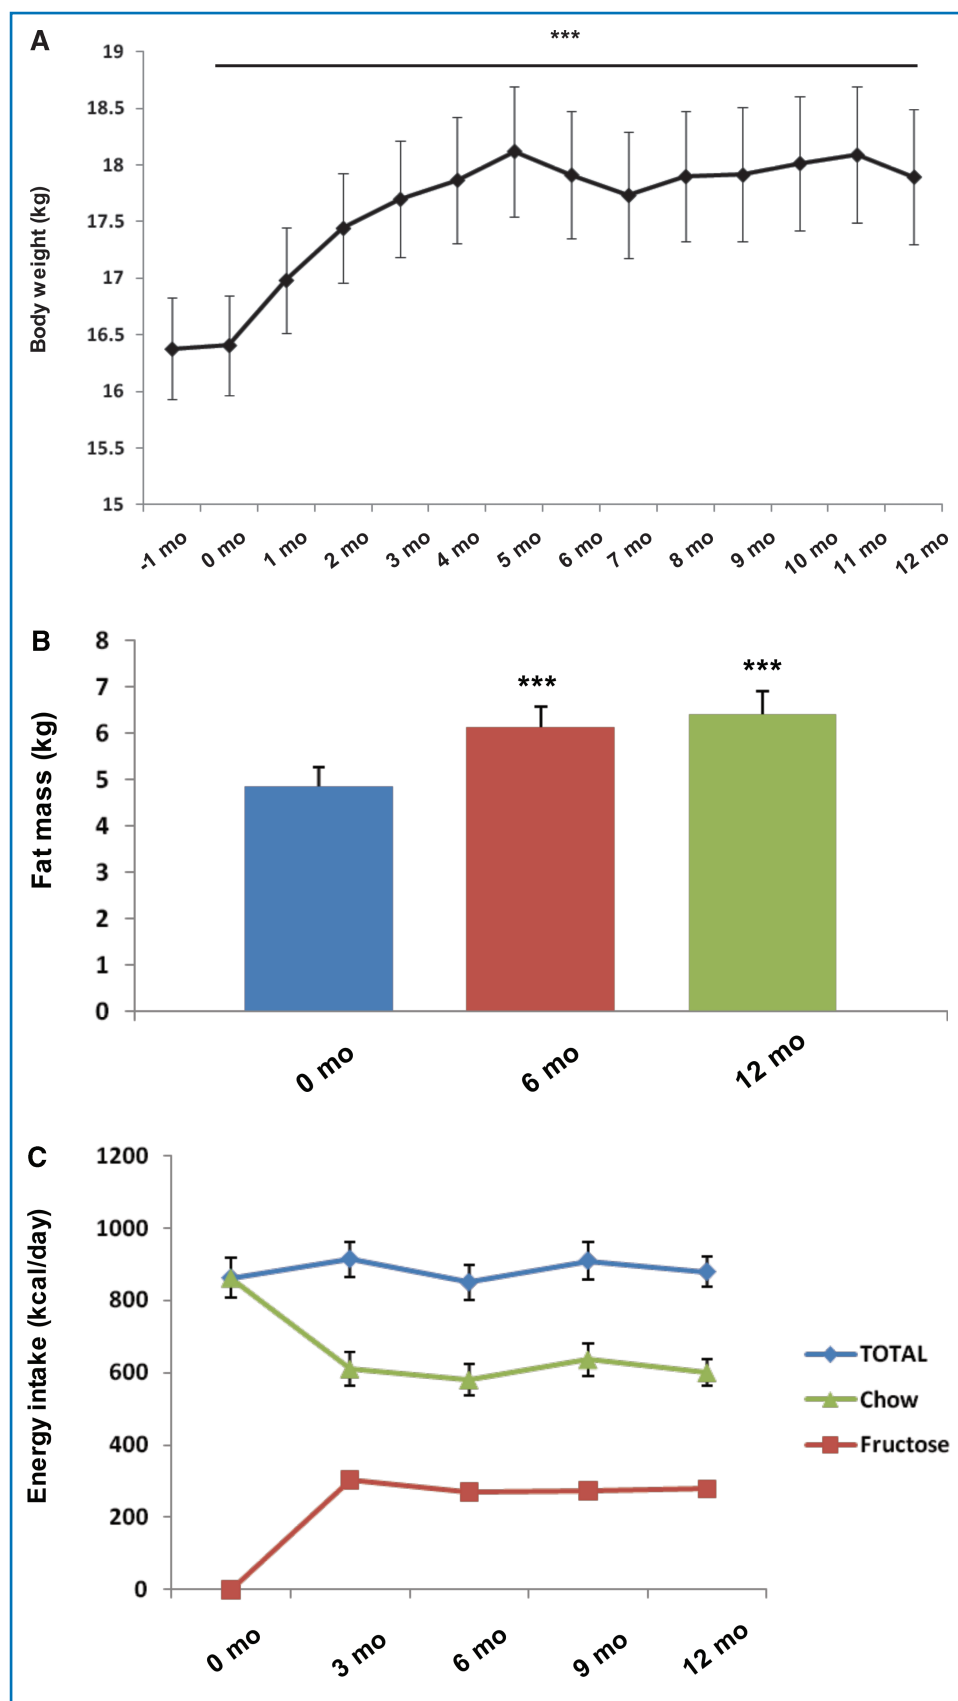 A
***
19
18.5
18
17.5
17
16.5
16
15.5
15
Body weight (kg)
-1 mo 0 mo 1 mo 2 mo 3 mo 4 mo 5 mo 6 mo 7 mo 8 mo 9 mo 10 mo 11 mo 12 mo
B
8
7
6
5
4
3
2
1
0
Fat mass (kg)
*** ***
0 mo 6 mo 12 mo
C
1200
1000
800
600
400
200
0
Energy intake (kcal/day)
TOTAL
Chow
Fructose
0 mo 3 mo 6 mo 9 mo 12 mo